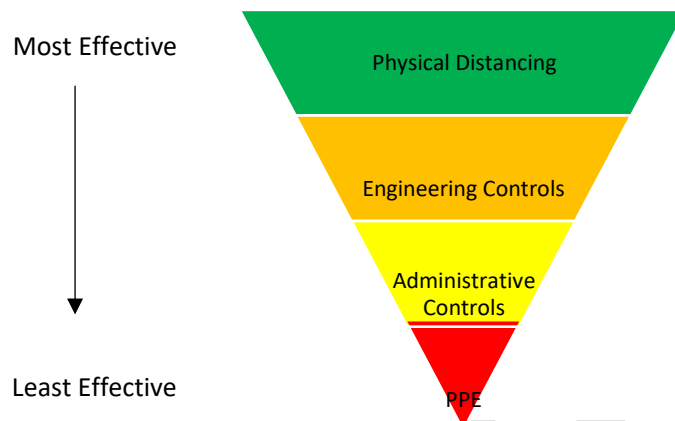 Most Effective
Physical Distancing
Engineering Controls
Administrative
Controls
Least Effective
PPE